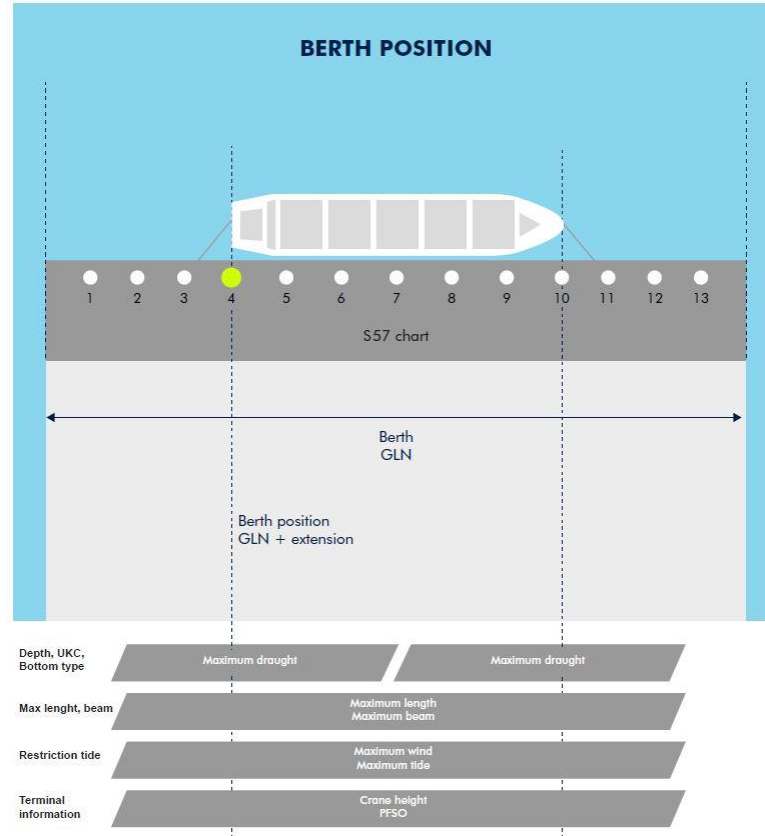 BERTH POSITION
1 2 3 4 5 6 7 8 9 10 11 12 13
S57 chart
Berth
GLN
Berth position
GLN + extension
Depth, UKC,
Bottom type
Maximum draught
Maximum draught
Max lenght, beam
Maximum length
Maximum beam
Restriction tide
Maximum wind
Maximum tide
Terminal
information
Crane height
PFSO